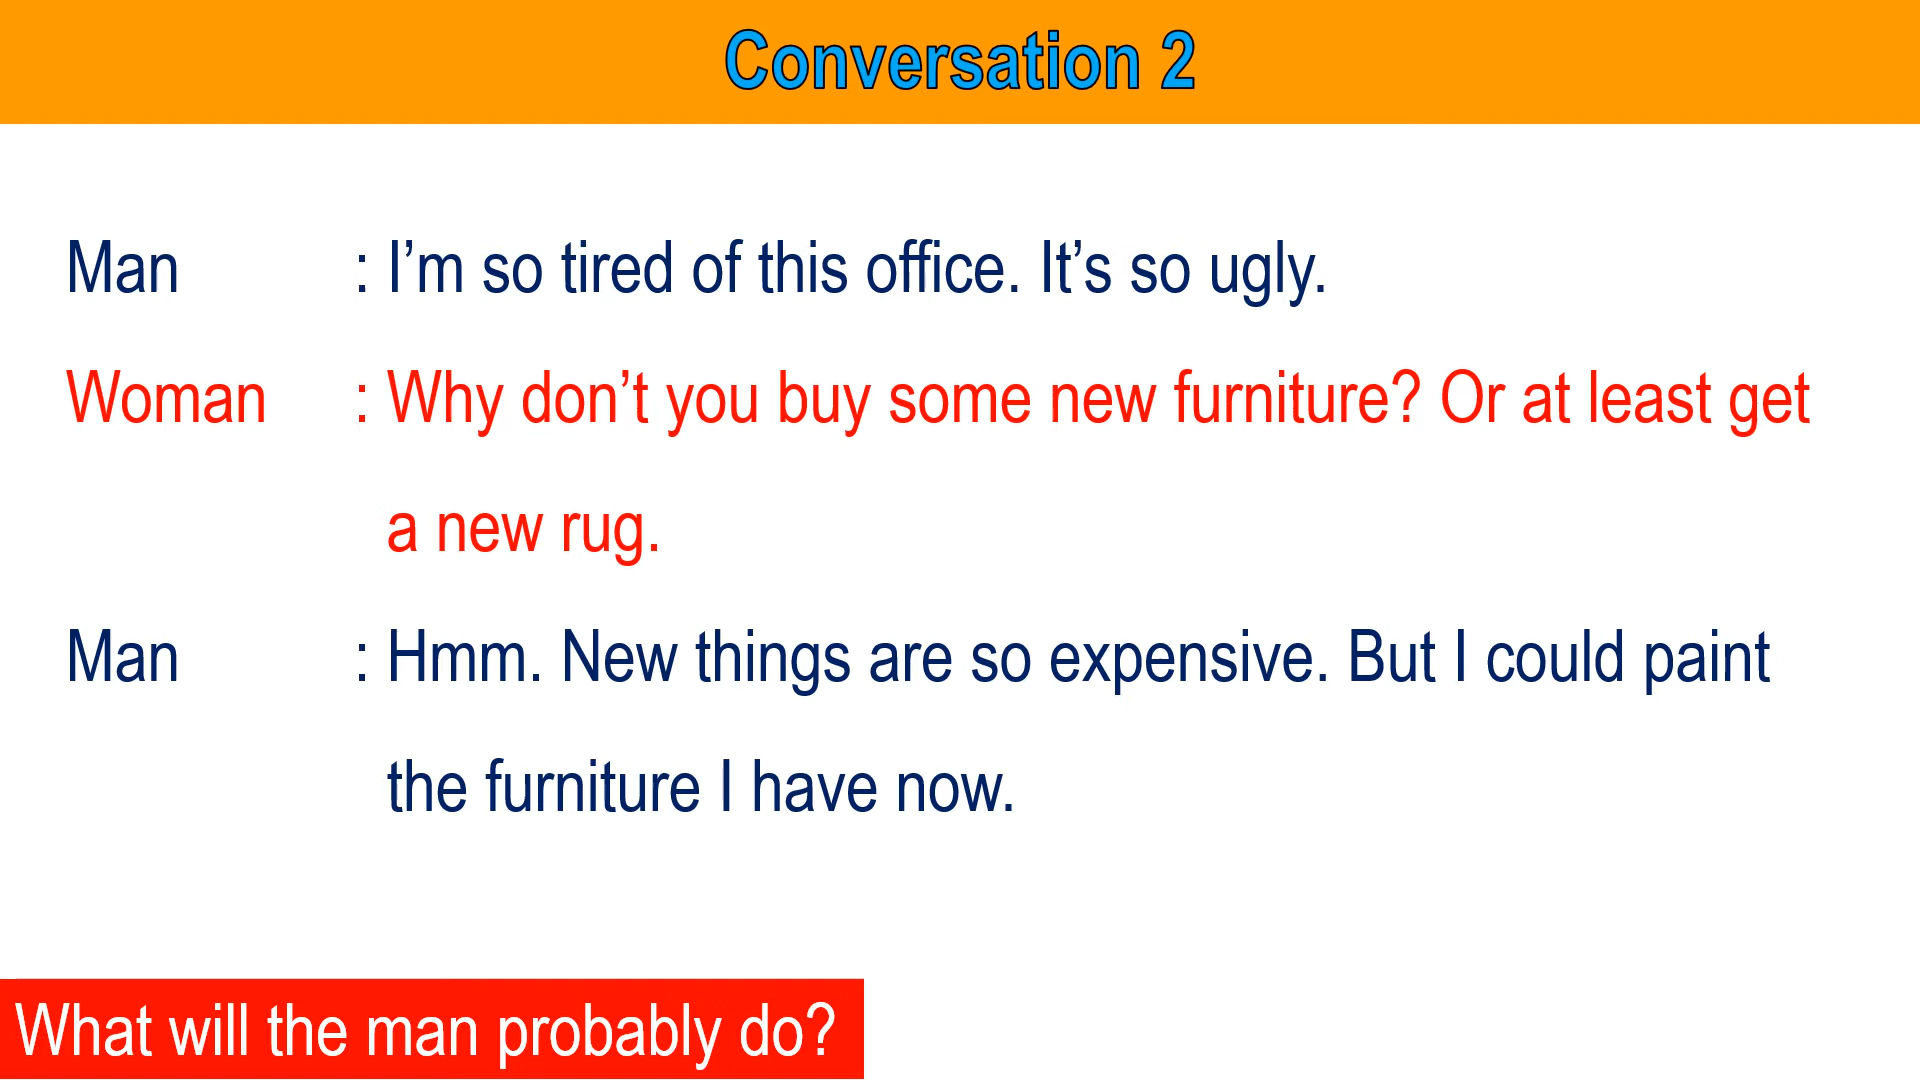 Conversation 2
Man : I’m so tired of this office. It’s so ugly.
Woman : Why don’t you buy some new furniture? Or at least get
a new rug.
Man : Hmm. New things are so expensive. But I could paint
the furniture I have now.
What will the man probably do?